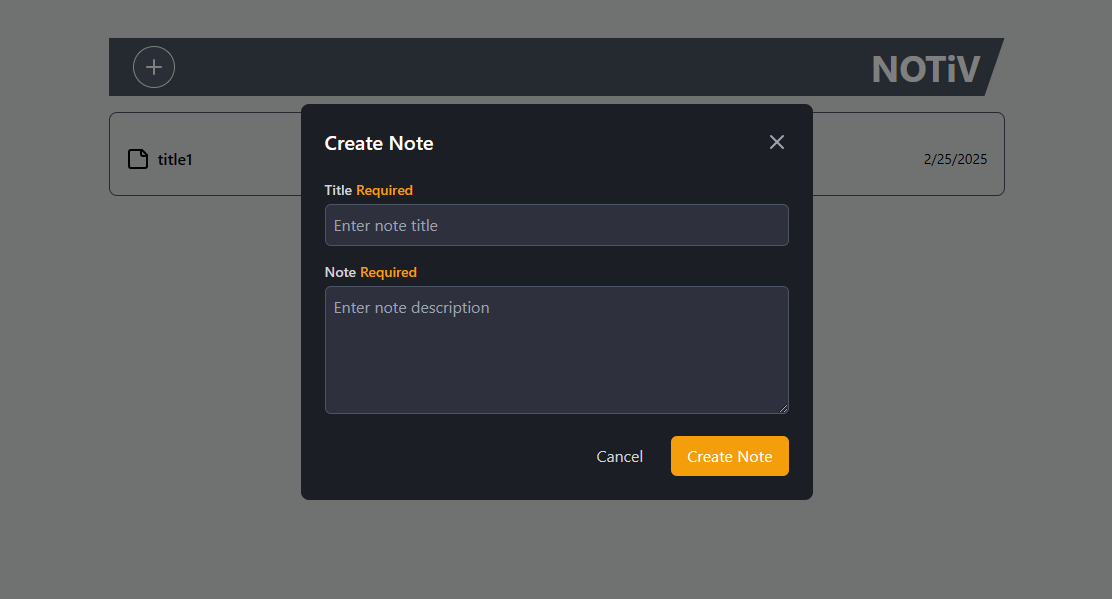 NOTiV
title1
2/25/2025
Create Note
Title Required
Enter note title
Note Required
Enter note description
Cancel
Create Note